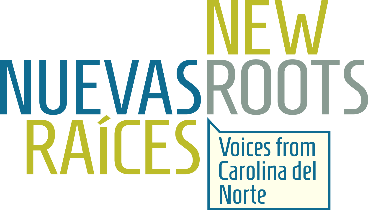 NEW
NUEVAS ROOTS
RAíCES
Voices from
Carolina del
Norte